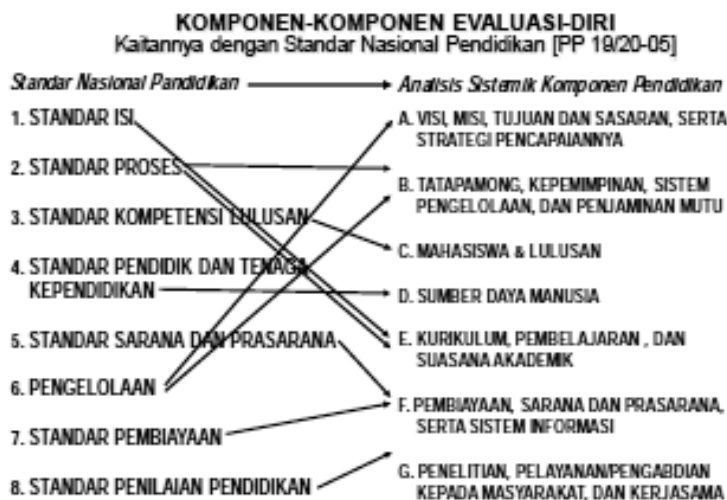 KOMPONEN-KOMPONEN EVALUASI-DIRI
Kaitannya dengan Standar Nasional Pendidikan [PP 19/20-05]
Standar Nasional Pandidikan
1. STANDAR ISI
2. STANDAR PROSES
3. STANDAR KOMPETENSI LULUSAN
4. STANDAR PENDIDIK DAN TENAGA
KEPENDIDIKAN
5. STANDAR SARANA DAN PRASARANA
6. PENGELOLAAN
7. STANDAR PEMBIAYAAN
8. STANDAR PENILAIAN PENDIDIKAN
Analisis Sistemik Komponen Pendidikan
A. VISI, MISI, TUJUAN DAN SASARAN, SERTA
STRATEGI PENCAPAIANNYA
B. TATAPAMONG, KEPEMIMPINAN, SISTEM
PENGELOLAAN, DAN PENJAMINAN MUTU
C. MAHASISWA & LULUSAN
D. SUMBER DAYA MANUSIA
E. KURIKULUM, PEMBELAJARAN , DAN
SUASANA AKADEMIK
F. PEMBIAYAAN, SARANA DAN PRASARANA,
SERTA SISTEM INFORMASI
G. PENELITIAN, PELAYANAN/PENGABDIAN
KEPADA MASYARAKAT, DAN KERJASAMA